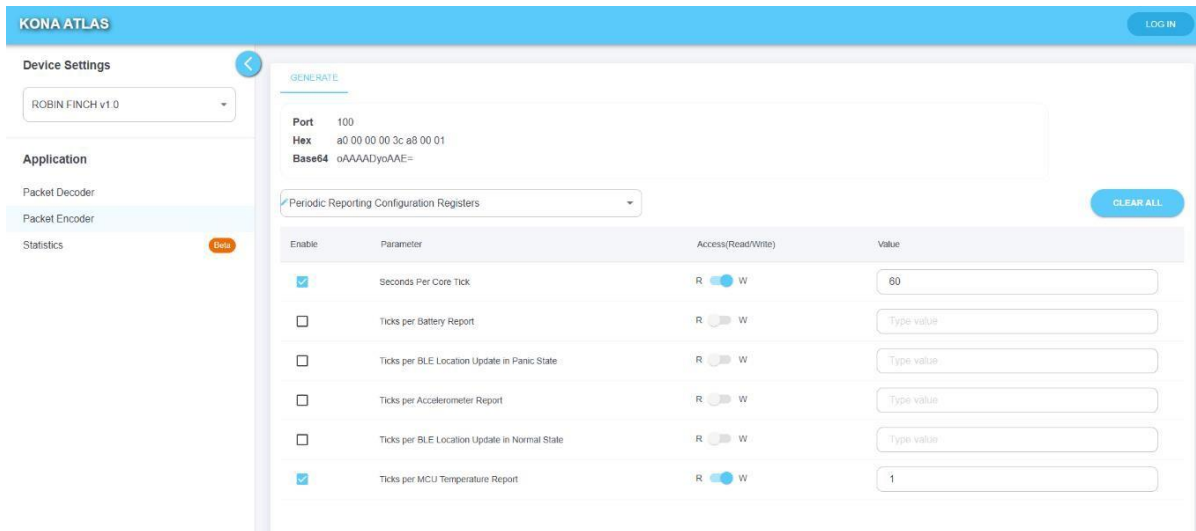 KONA ATLAS
LOG IN
Device Settings
ROBIN FINCH v1.0
Application
Packet Decoder
Packet Encoder
Statistics Beta
GENERATE
Port 100
Hex a0 00 00 00 3c a8 00 01
Base64 oAAAADyoAAE=
Periodic Reporting Configuration Registers
CLEAR ALL
Enable Parameter Access(Read/Write) Value
Seconds Per Core Tick R W 60
Ticks per Battery Report R W Type value
Ticks per BLE Location Update in Panic State R W Type value
Ticks per Accelerometer Report R W Type value
Ticks per BLE Location Update in Normal State R W Type value
Ticks per MCU Temperature Report R W 1